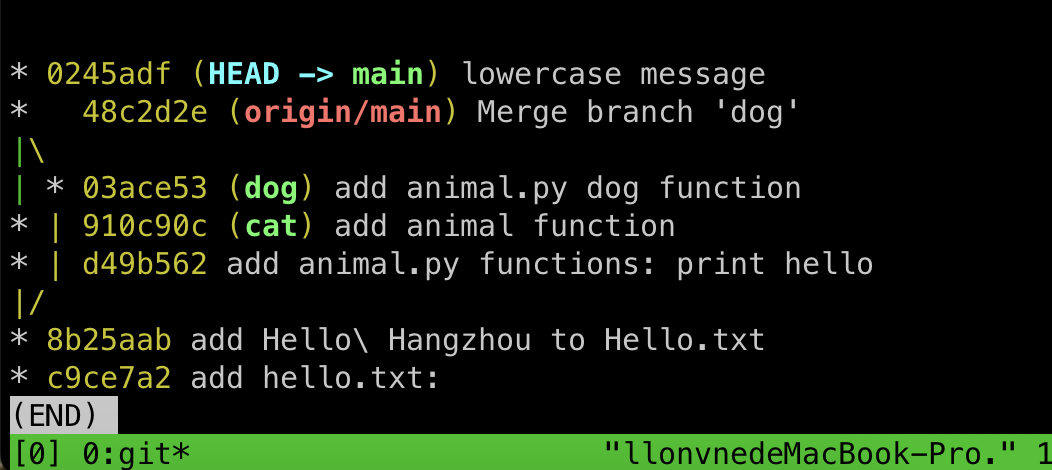 * 0245adf (HEAD -> main) lowercase message
*   48c2d2e (origin/main) Merge branch 'dog'
|\
| * 03ace53 (dog) add animal.py dog function
* | 910c90c (cat) add animal function
* | d49b562 add animal.py functions: print hello
|/
* 8b25aab add Hello\ Hangzhou to Hello.txt
* c9ce7a2 add hello.txt:
(END)
[0] 0:git* "llonvnedeMacBook-Pro." 1